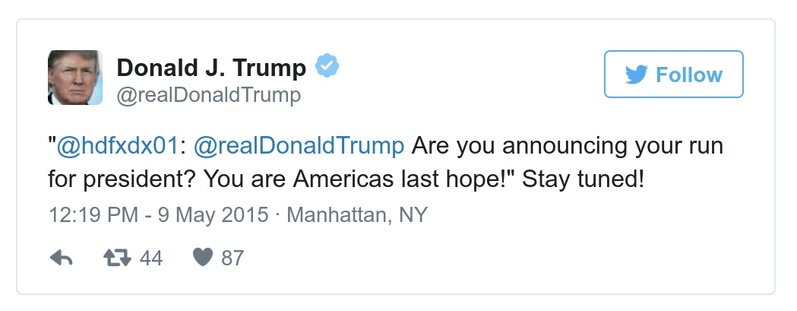 Donald J. Trump
@realDonaldTrump
Follow
"@hdfxdx01: @realDonaldTrump Are you announcing your run
for president? You are Americas last hope!" Stay tuned!
12:19 PM - 9 May 2015 · Manhattan, NY
44 87